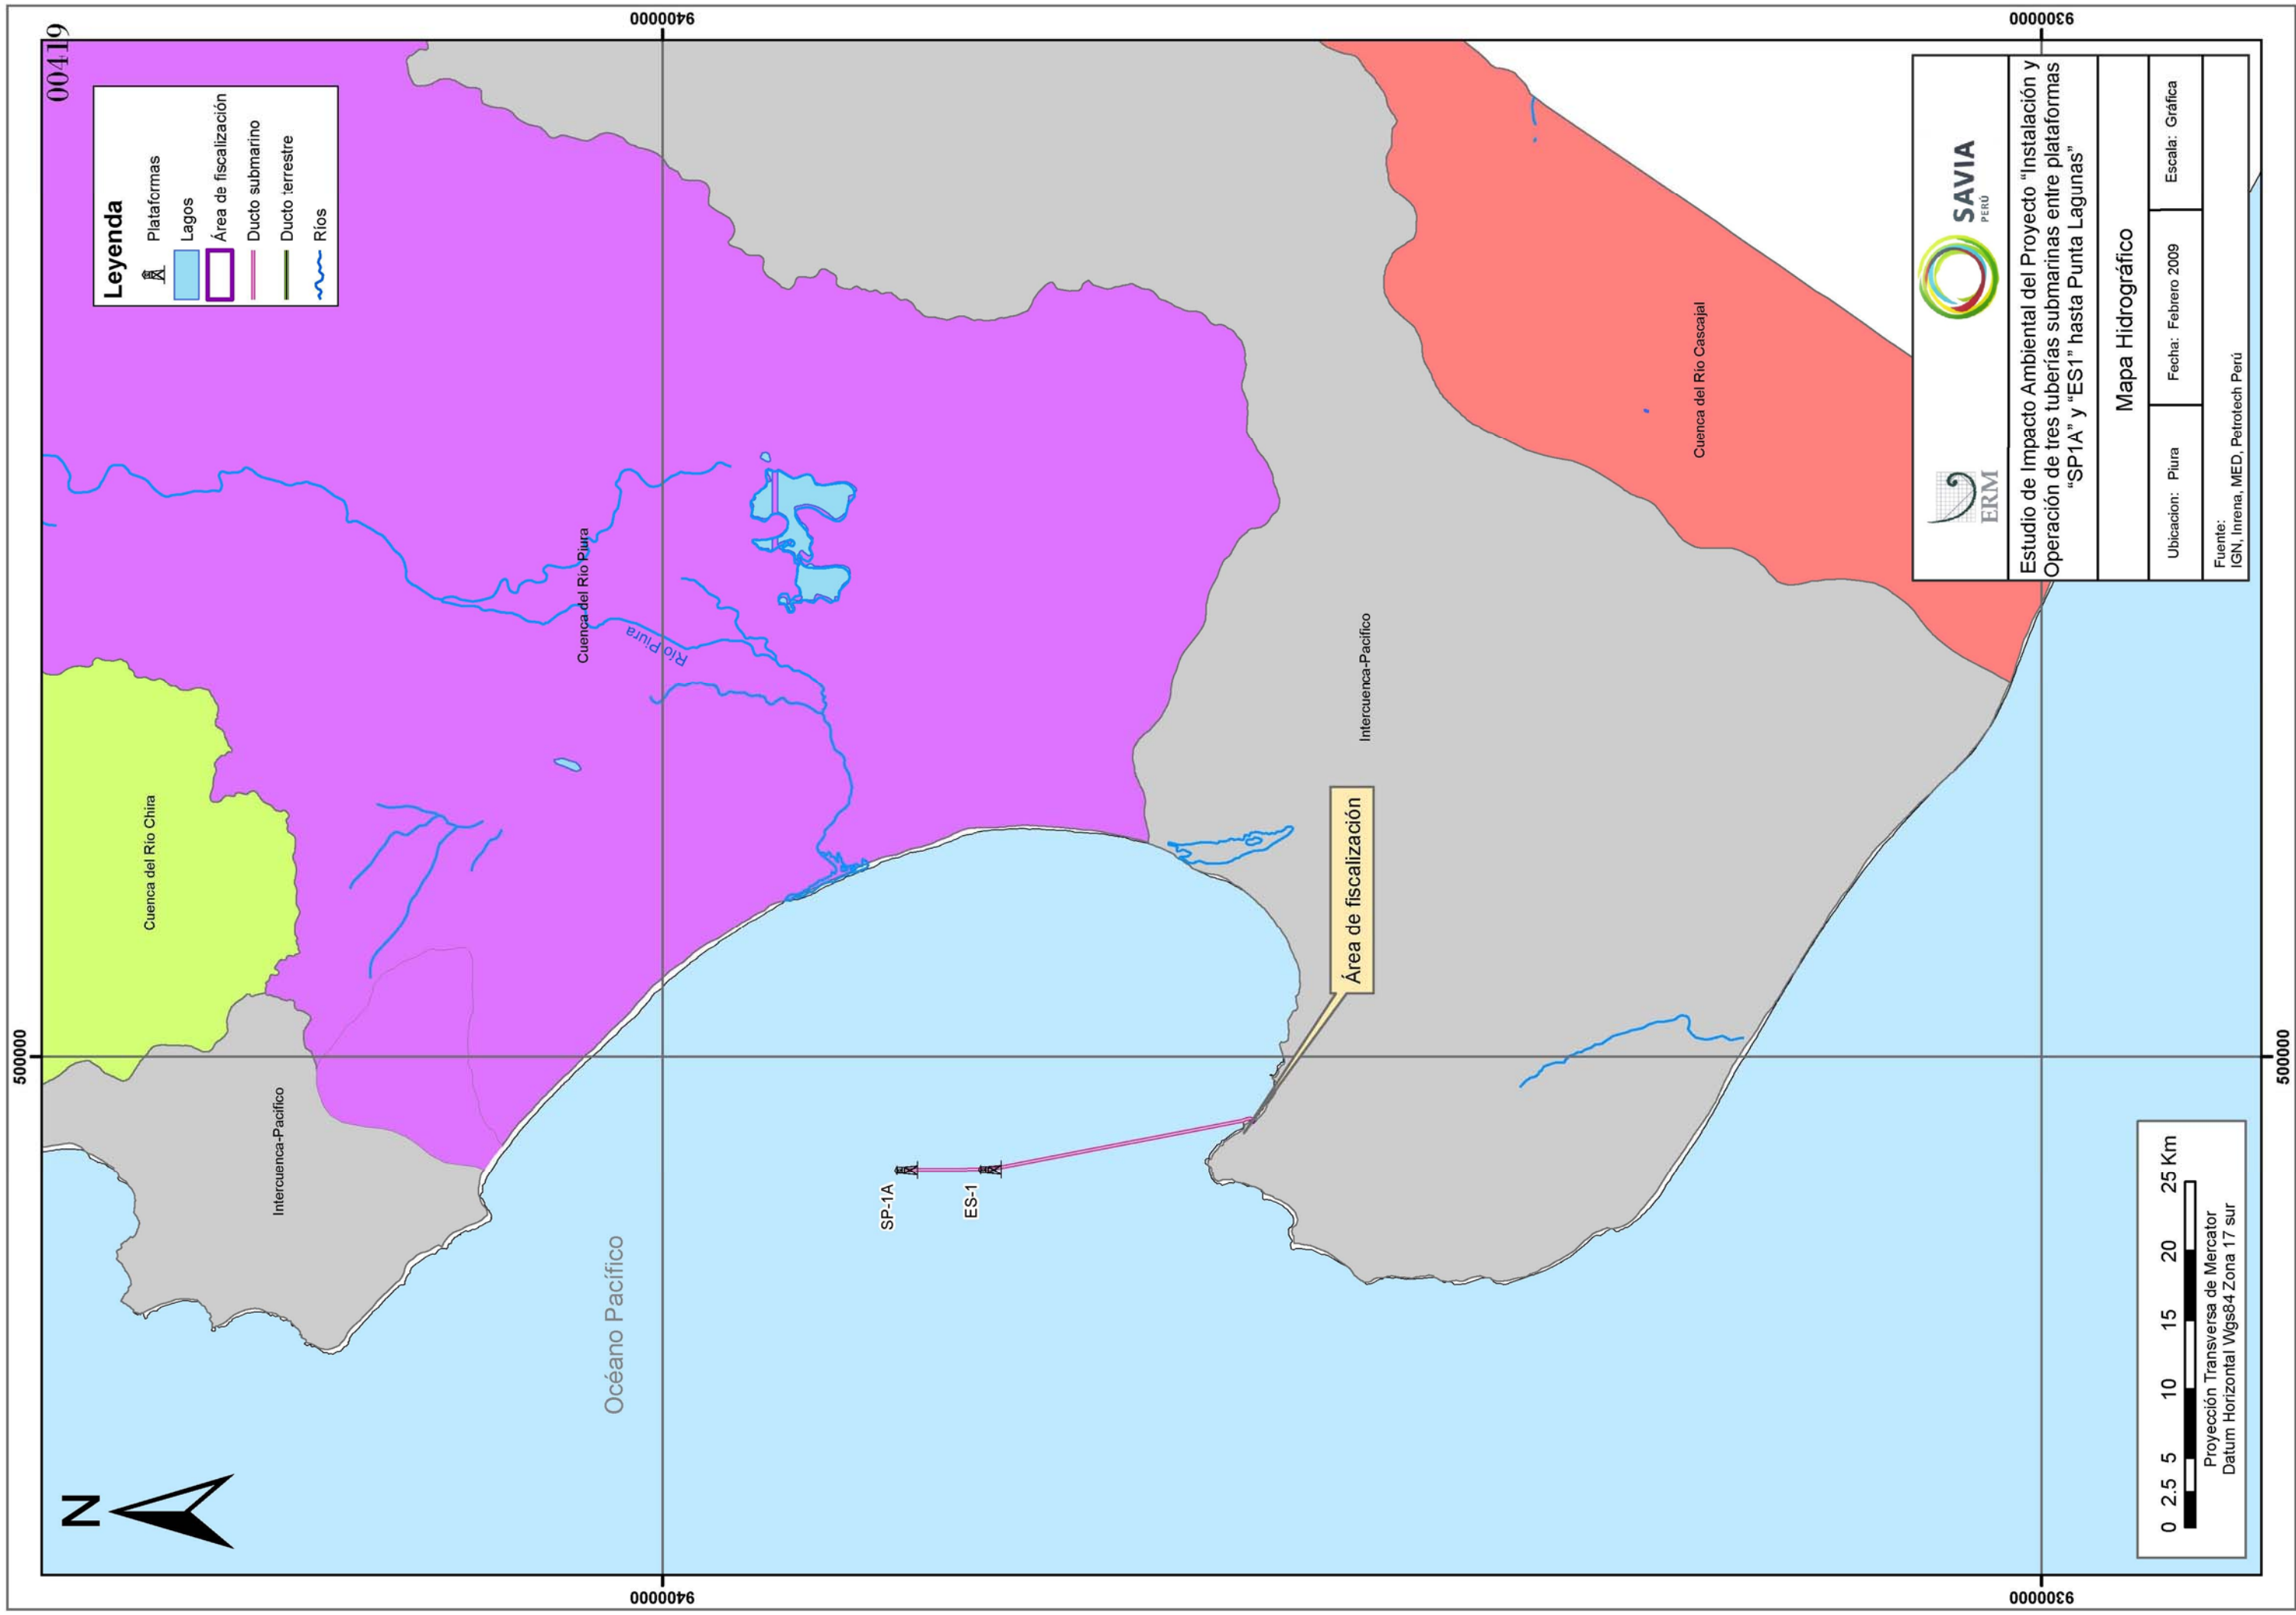 00419
9400000
9300000
Leyenda
Plataformas
Lagos
Área de fiscalización
Ducto submarino
Ducto terrestre
Ríos
500000
Cuenca del Río Chira
Cuenca del Río Piura
Río Piura
Cuenca del Río Cascajal
Intercuenca-Pacífico
Intercuenca-Pacífico
Área de fiscalización
SP-1A
ES-1
Océano Pacífico
N
ERM
SAVIA
PERÚ
Estudio de Impacto Ambiental del Proyecto “Instalación y
Operación de tres tuberías submarinas entre plataformas
“SP1A” y “ES1” hasta Punta Lagunas”
Mapa Hidrográfico
Ubicacion: Piura
Fecha: Febrero 2009
Escala: Gráfica
Fuente:
IGN, Inrena, MED, Petrotech Perú
0 2.5 5 10 15 20 25 Km
Proyección Transversa de Mercator
Datum Horizontal Wgs84 Zona 17 sur
500000
9400000
9300000